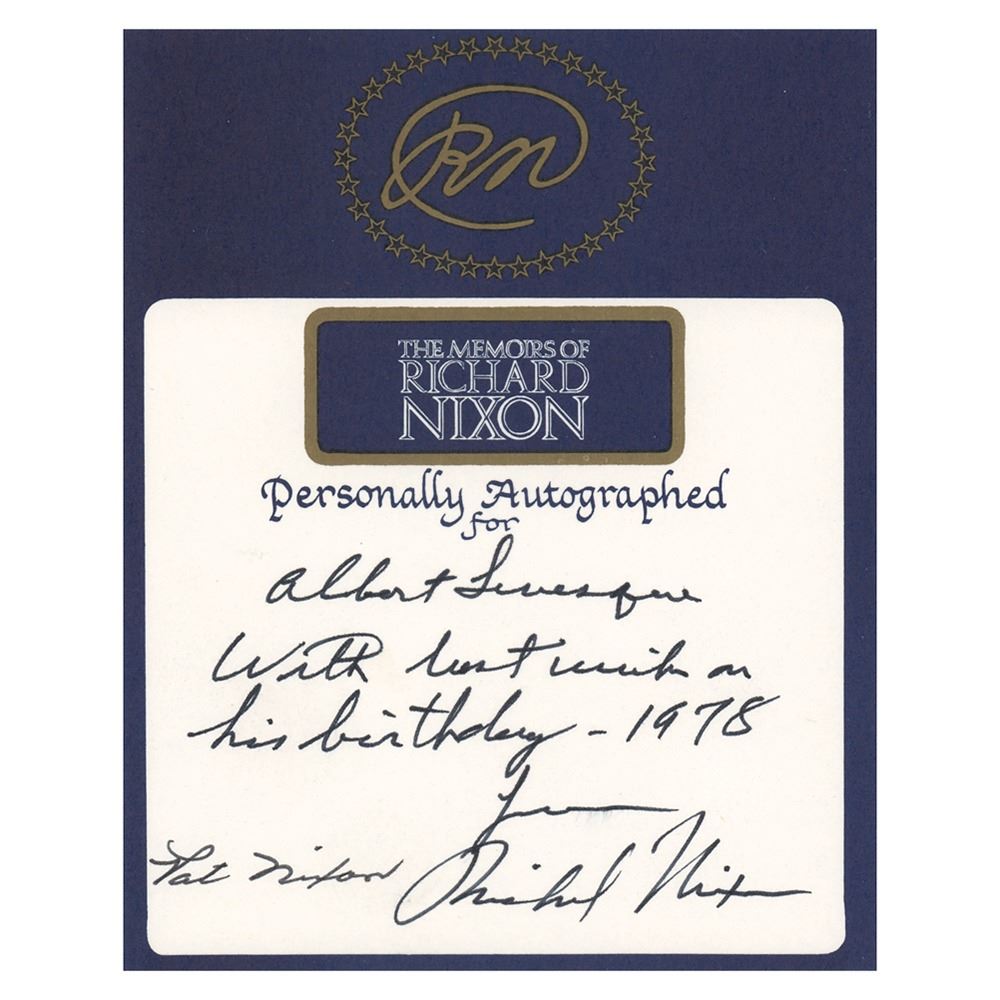 RN
THE MEMOIRS OF
RICHARD
NIXON
Personally Autographed
for
Albert Levesque
With best wishes on
his birthday - 1978
from
Pat Nixon Richard Nixon